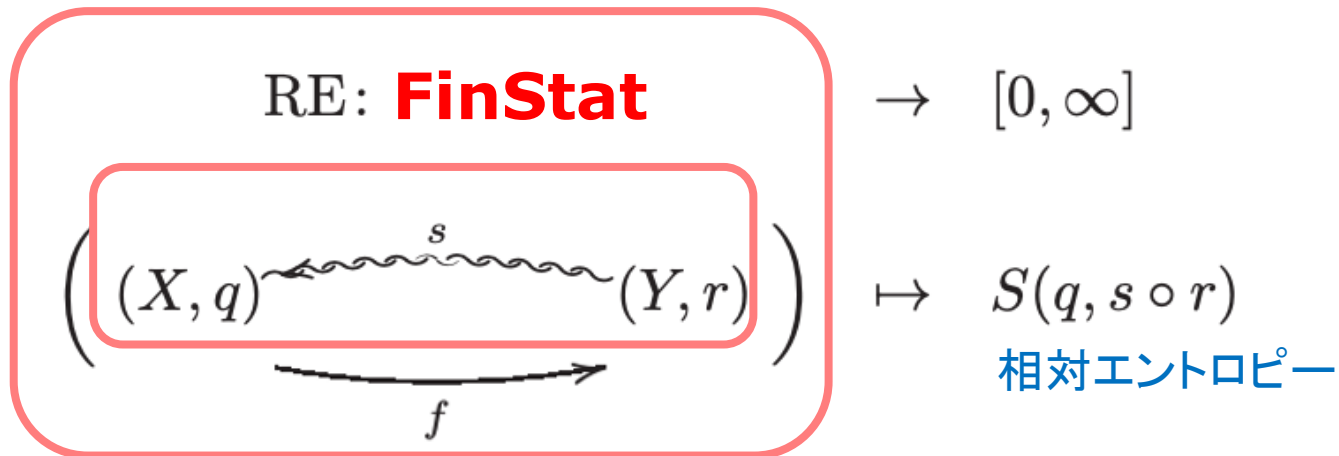 RE: FinStat → [0, ∞]
s
( (X, q) (Y, r) ) ↦ S(q, s ∘ r)
相対エントロピー
f